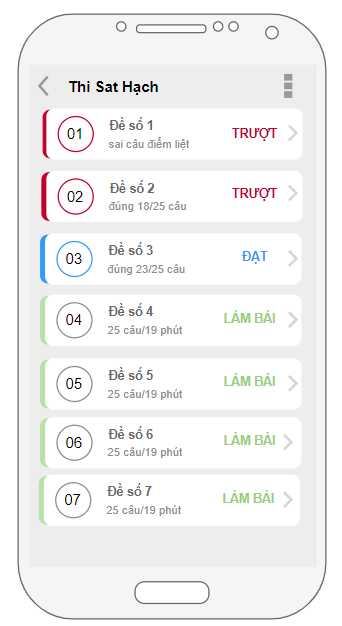 Thi Sat Hạch
01
Đề số 1
sai câu điểm liệt
TRƯỢT
02
Đề số 2
đúng 18/25 câu
TRƯỢT
03
Đề số 3
đúng 23/25 câu
ĐẠT
04
Đề số 4
25 câu/19 phút
LÀM BÀI
05
Đề số 5
25 câu/19 phút
LÀM BÀI
06
Đề số 6
25 câu/19 phút
LÀM BÀI
07
Đề số 7
25 câu/19 phút
LÀM BÀI